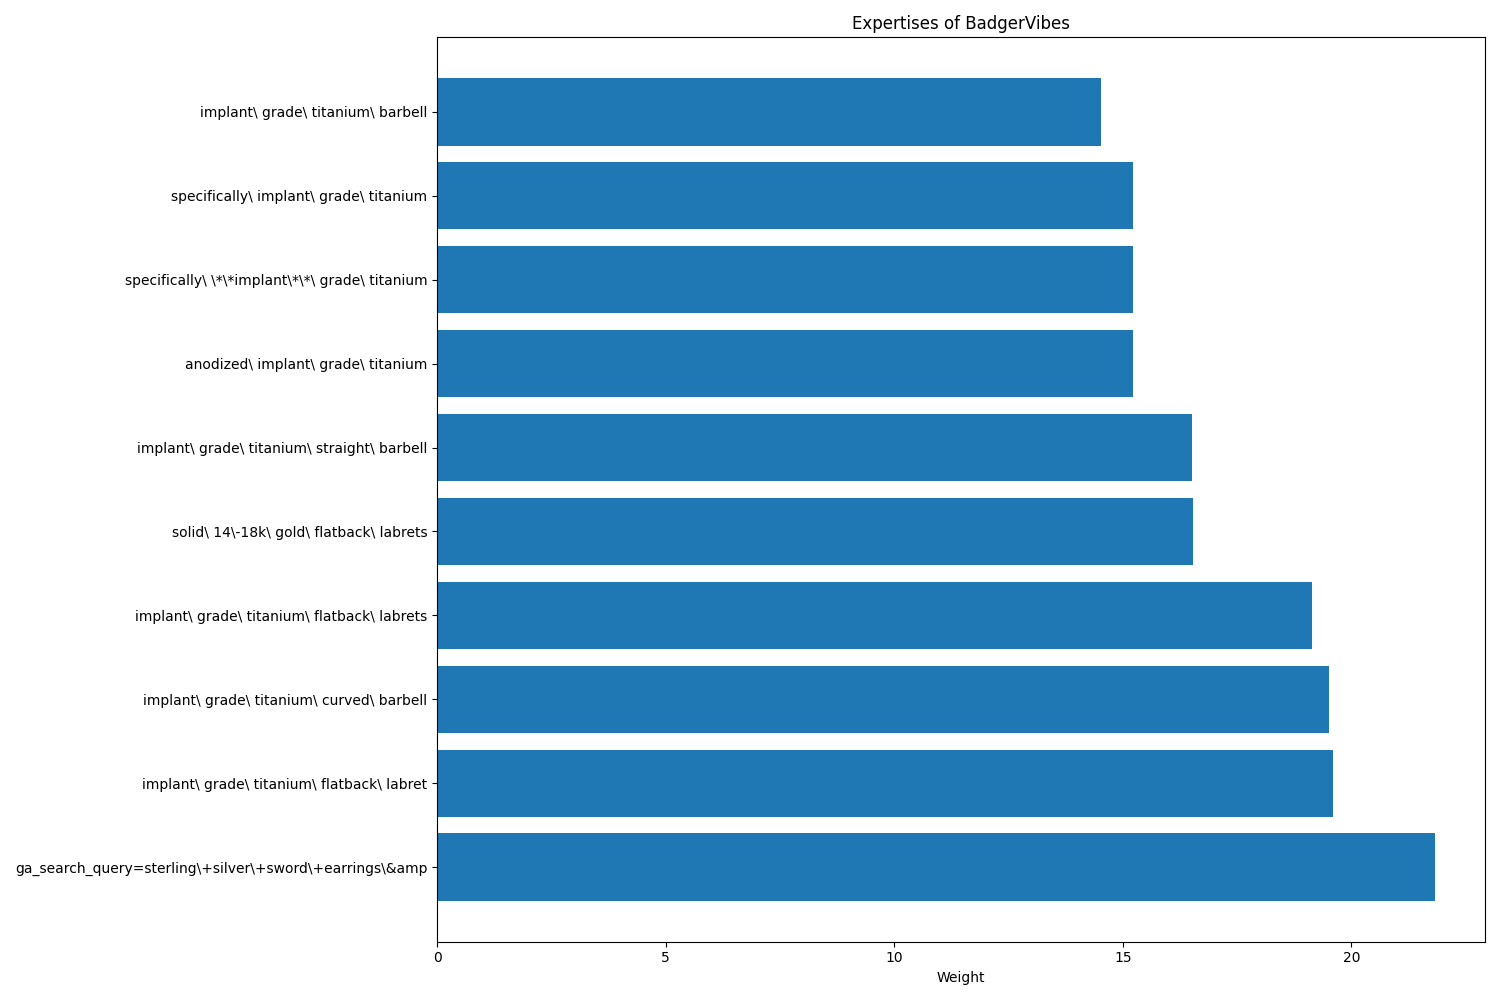 Expertises of BadgerVibes
implant\ grade\ titanium\ barbell
specifically\ implant\ grade\ titanium
specifically\ \*\*implant\*\*\ grade\ titanium
anodized\ implant\ grade\ titanium
implant\ grade\ titanium\ straight\ barbell
solid\ 14\-18k\ gold\ flatback\ labrets
implant\ grade\ titanium\ flatback\ labrets
implant\ grade\ titanium\ curved\ barbell
implant\ grade\ titanium\ flatback\ labret
ga_search_query=sterling\+silver\+sword\+earrings\&amp
0 5 10 15 20
Weight